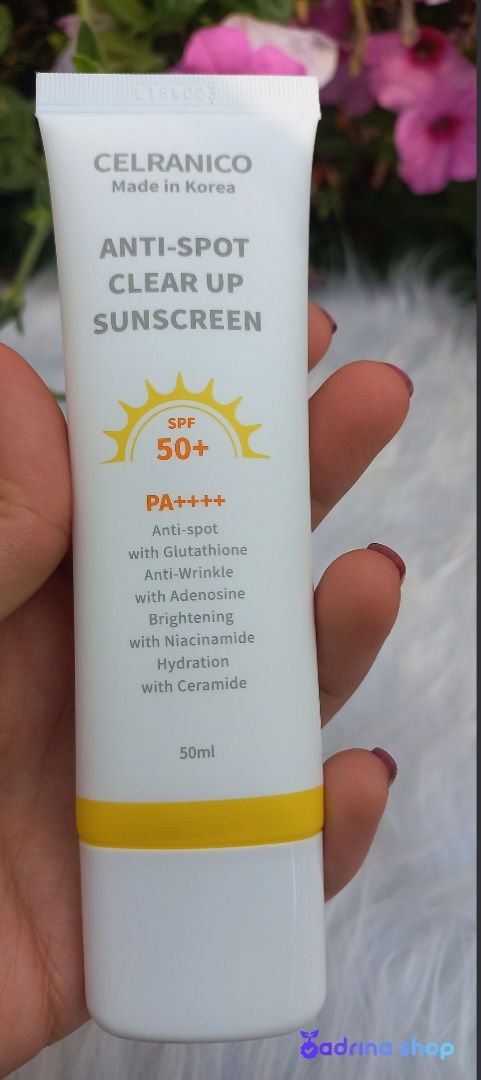 CELRANICO
Made in Korea
ANTI-SPOT
CLEAR UP
SUNSCREEN
SPF
50+
PA++++
Anti-spot
with Glutathione
Anti-Wrinkle
with Adenosine
Brightening
with Niacinamide
Hydration
with Ceramide
50ml
adrina shop